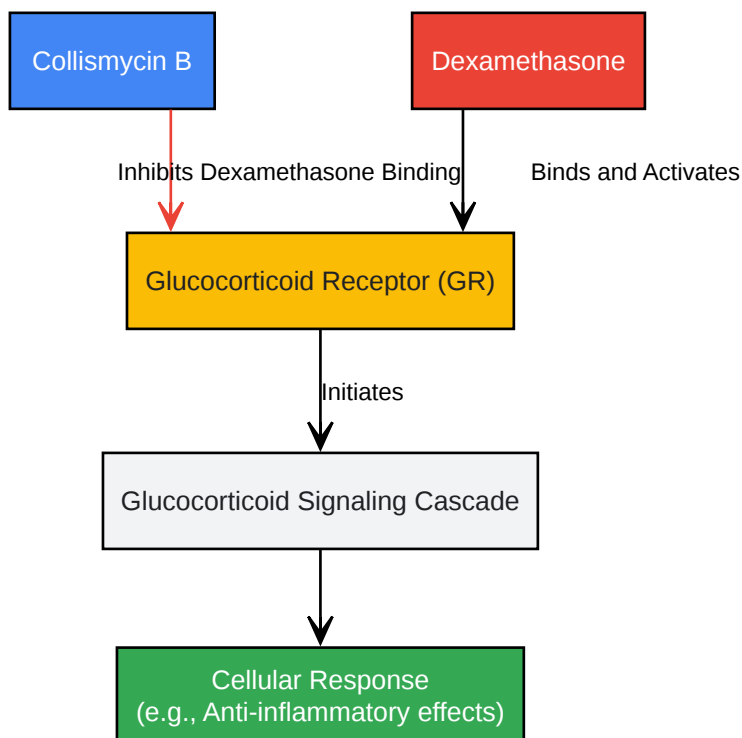 Collismycin B
Dexamethasone
Inhibits Dexamethasone Binding
Binds and Activates
Glucocorticoid Receptor (GR)
Initiates
Glucocorticoid Signaling Cascade
Cellular Response
(e.g., Anti-inflammatory effects)